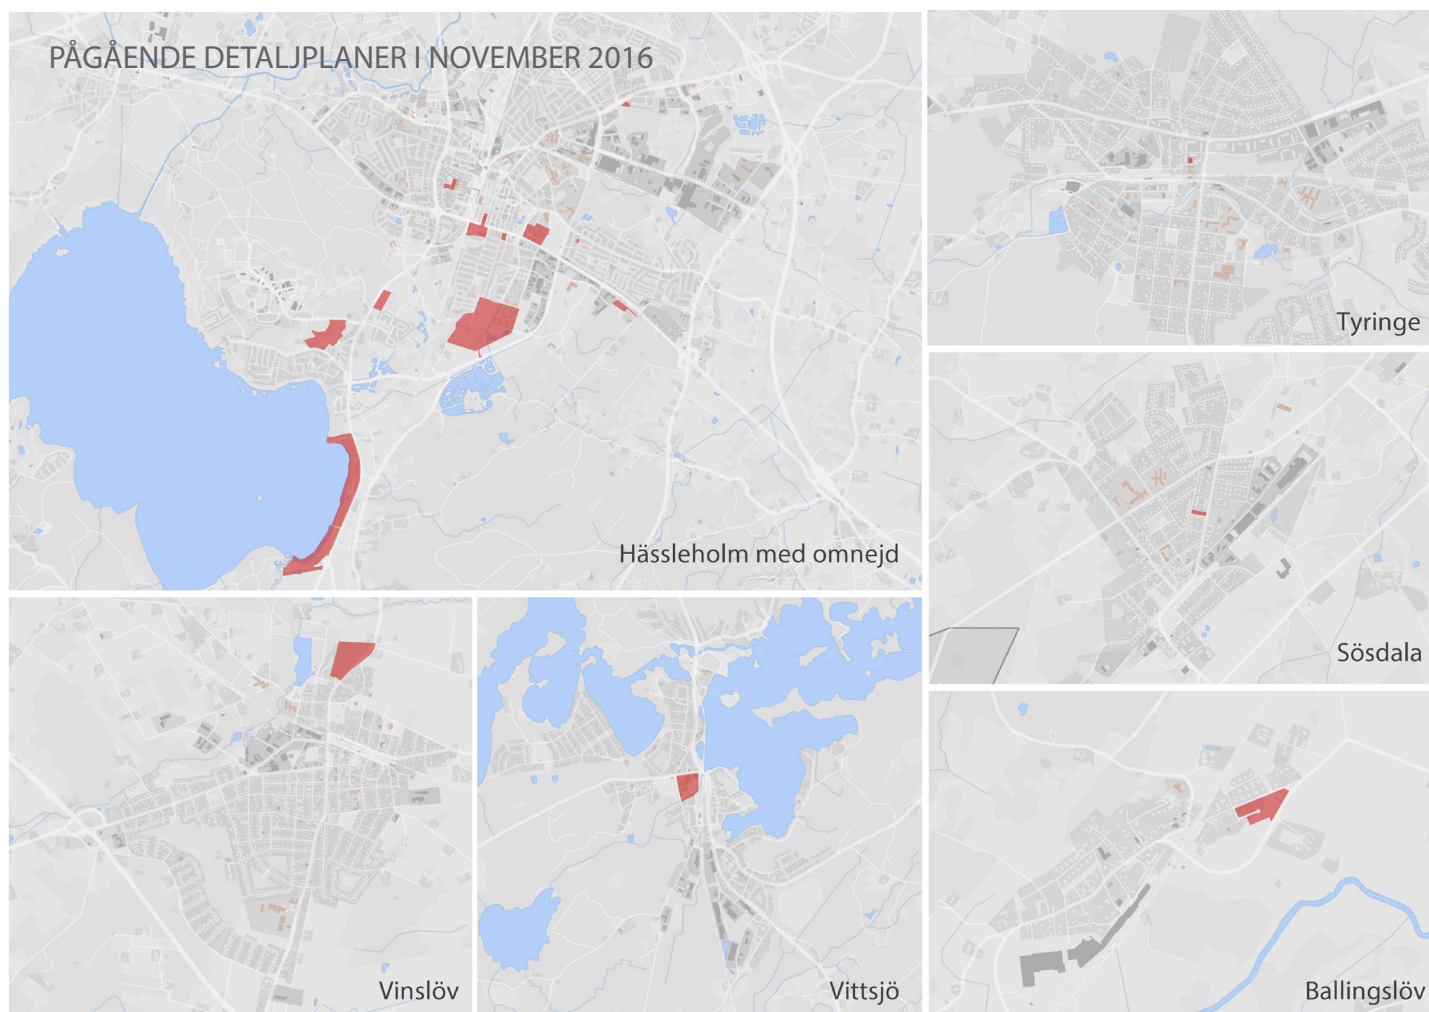 PÅGÅENDE DETALJPLANER I NOVEMBER 2016
Hässleholm med omnejd
Tyringe
Sösdala
Vinslöv
Vittsjö
Ballingslöv